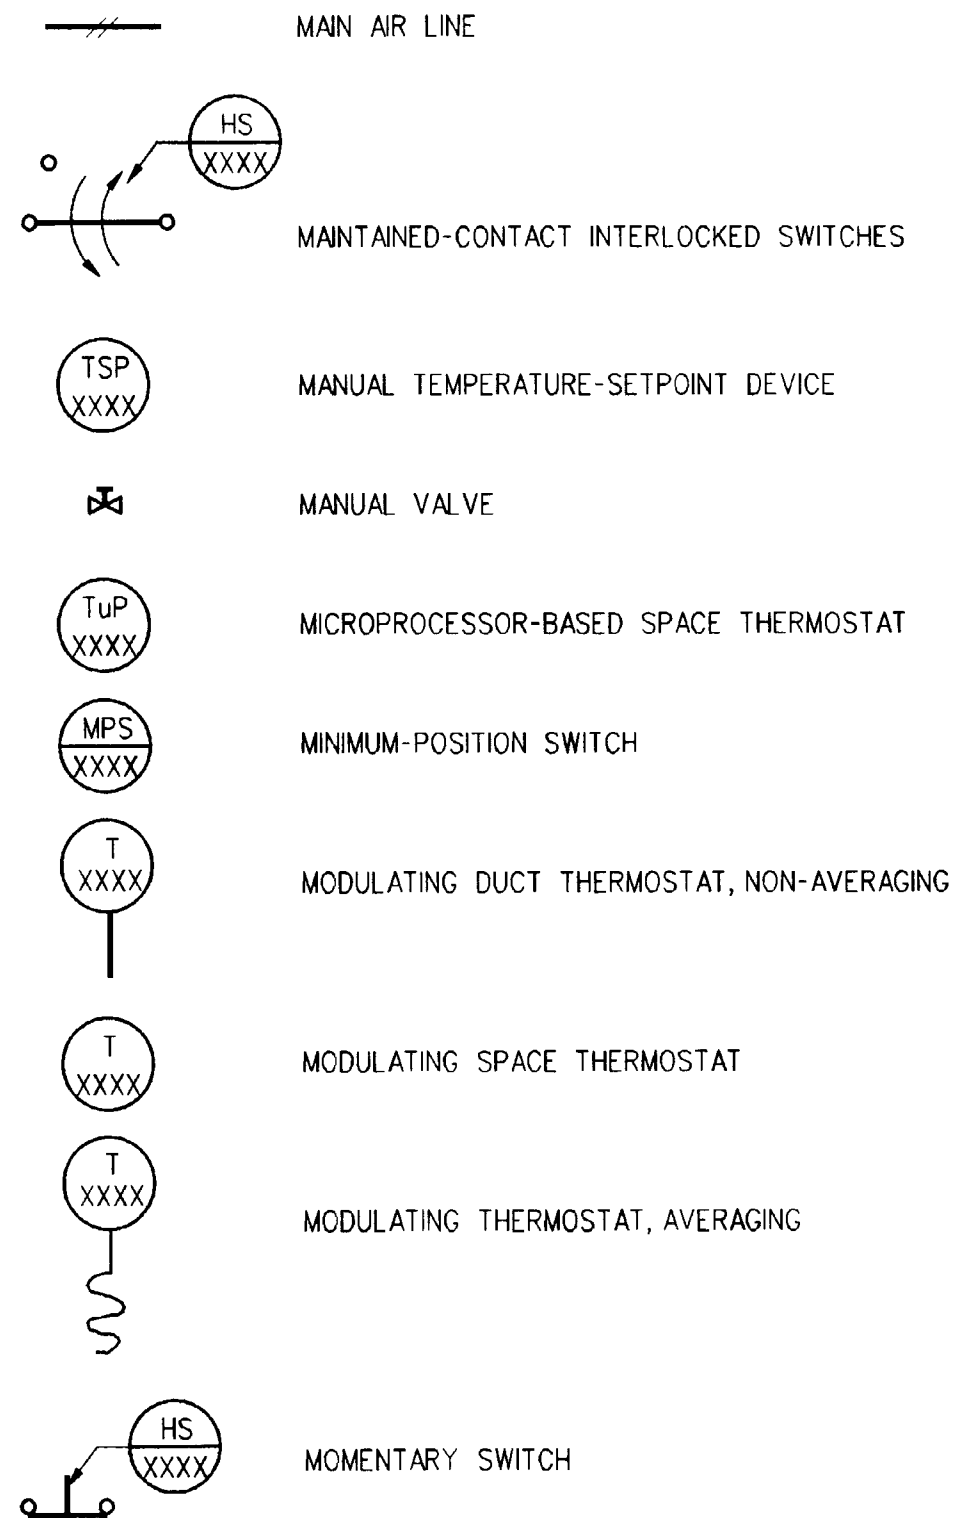 MAIN AIR LINE
HS
XXXX
MAINTAINED-CONTACT INTERLOCKED SWITCHES
TSP
XXXX
MANUAL TEMPERATURE-SETPOINT DEVICE
MANUAL VALVE
TuP
XXXX
MICROPROCESSOR-BASED SPACE THERMOSTAT
MPS
XXXX
MINIMUM-POSITION SWITCH
T
XXXX
MODULATING DUCT THERMOSTAT, NON-AVERAGING
T
XXXX
MODULATING SPACE THERMOSTAT
T
XXXX
MODULATING THERMOSTAT, AVERAGING
HS
XXXX
MOMENTARY SWITCH